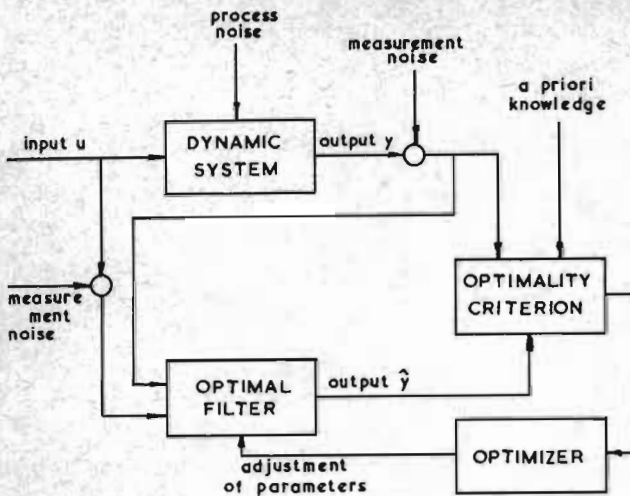 process
noise
measurement
noise
a priori
knowledge
input u
DYNAMIC
SYSTEM
output y
measure
ment
noise
OPTIMALITY
CRITERION
OPTIMAL
FILTER
output ŷ
OPTIMIZER
adjustment
of parameters